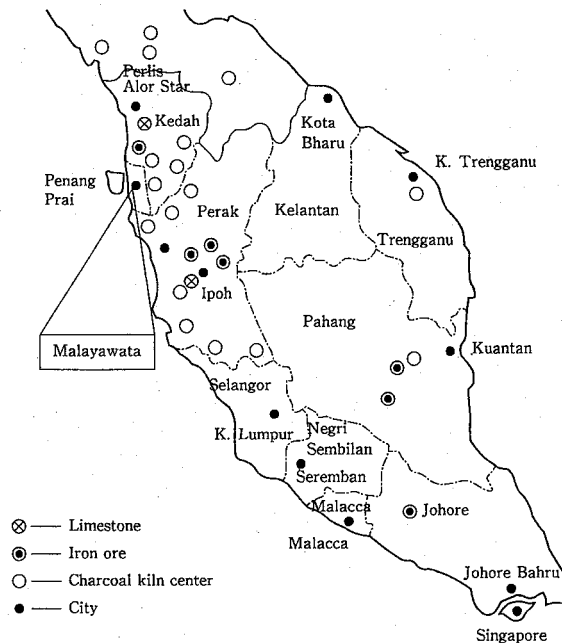 Perlis
Alor Star
Kedah
Penang
Prai
Perak
Kota
Bharu
K. Trengganu
Kelantan
Trengganu
Ipoh
Malayawata
Pahang
Kuantan
Selangor
K. Lumpur
Negri
Sembilan
Seremban
Malacca
Malacca
Johore
Limestone
Iron ore
Charcoal kiln center
City
Johore Bahru
Singapore